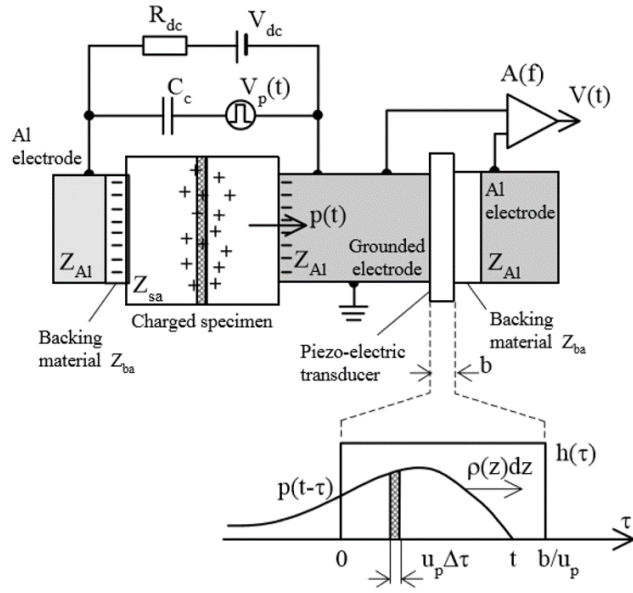 R_dc
V_dc
C_c
V_p(t)
A(f)
V(t)
Al
electrode
Z_Al
Z_sa
p(t)
Z_Al
Grounded
electrode
Al
electrode
Z_Al
Backing
material Z_ba
Charged specimen
Piezo-electric
transducer
Backing
material Z_ba
b
p(t-τ)
ρ(z)dz
h(τ)
τ
0
u_pΔτ
t
b/u_p